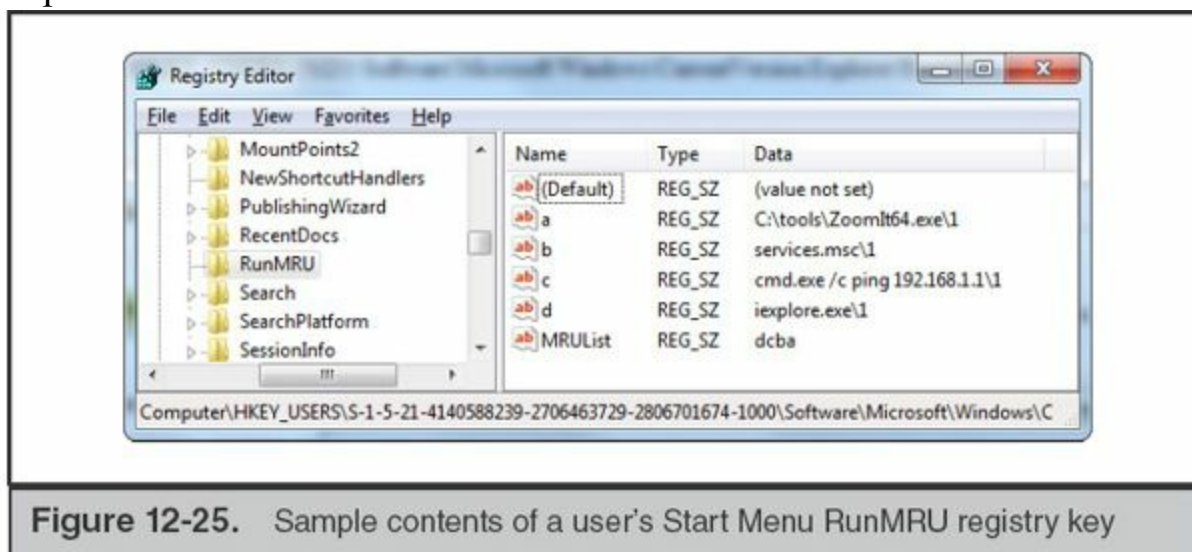 Registry Editor
File Edit View Favorites Help
MountPoints2
NewShortcutHandlers
PublishingWizard
RecentDocs
RunMRU
Search
SearchPlatform
SessionInfo
Name Type Data
(Default) REG_SZ (value not set)
a REG_SZ C:\tools\ZoomIt64.exe\1
b REG_SZ services.msc\1
c REG_SZ cmd.exe /c ping 192.168.1.1\1
d REG_SZ iexplore.exe\1
MRUList REG_SZ dcba
Computer\HKEY_USERS\S-1-5-21-4140588239-2706463729-2806701674-1000\Software\Microsoft\Windows\C
Figure 12-25. Sample contents of a user's Start Menu RunMRU registry key